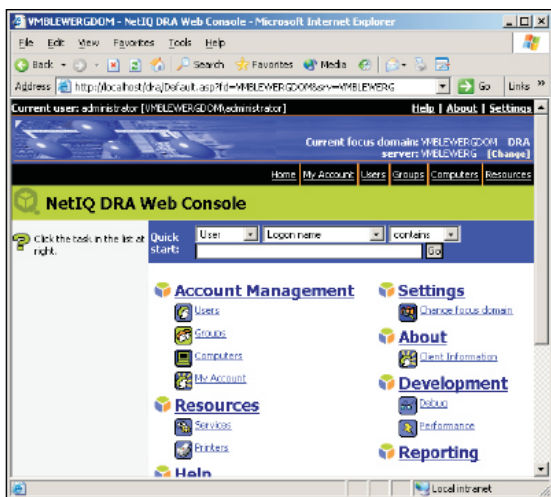 VMBLEWERGDOM - NetIQ DRA Web Console - Microsoft Internet Explorer
File Edit View Favorites Tools Help
Back Search Favorites Media
Address http://localhost/dra/Default.asp?fd=VMBLEWERGDOM&srv=VMBLEWERG Go Links »
Current user: administrator [VMBLEWERGDOM\administrator] Help | About | Settings
Current focus domain: VMBLEWERGDOM DRA
server: VMBLEWERG [Change]
Home My Account Users Groups Computers Resources
NetIQ DRA Web Console
Click the task in the list at right.
Quick start: User Logon name contains
Go
Account Management
Users
Groups
Computers
My Account
Resources
Services
Printers
Help
Settings
Change focus domain
About
Client Information
Development
Debug
Performance
Reporting
Local intranet